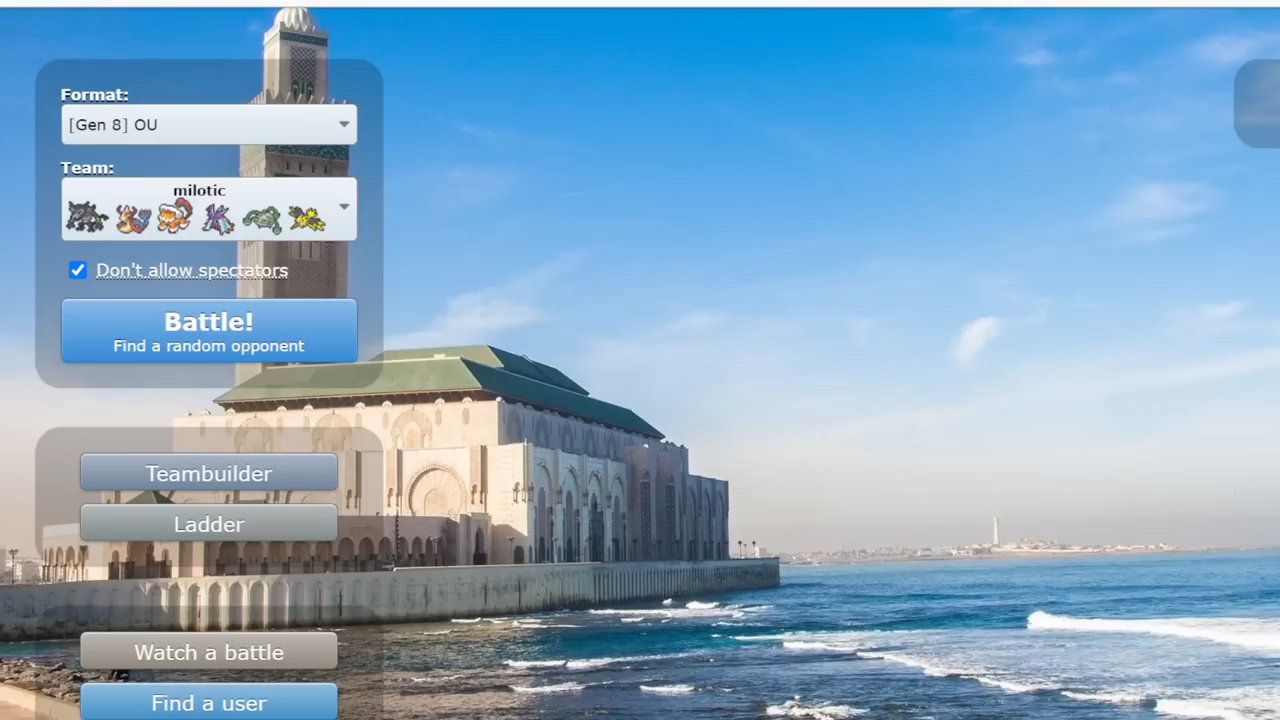 Format:
[Gen 8] OU
Team:
milotic
Don't allow spectators
Battle!
Find a random opponent
Teambuilder
Ladder
Watch a battle
Find a user